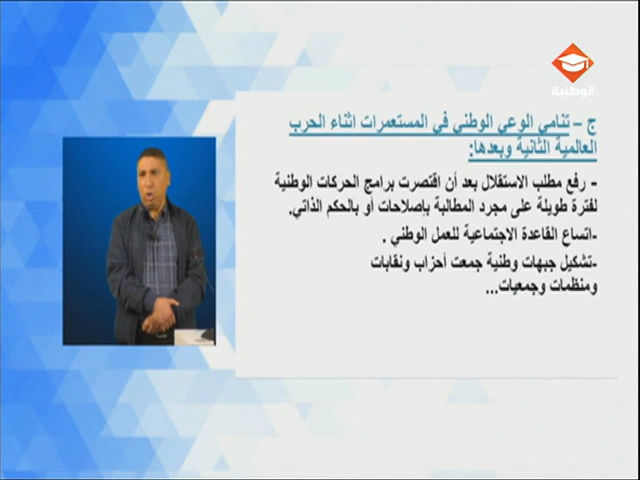 الوطنية
ج – تنامي الوعي الوطني في المستعمرات اثناء الحرب
العالمية الثانية وبعدها:
- رفع مطلب الاستقلال بعد أن اقتصرت برامج الحركات الوطنية
لفترة طويلة على مجرد المطالبة بإصلاحات أو بالحكم الذاتي.
-اتساع القاعدة الاجتماعية للعمل الوطني .
-تشكيل جبهات وطنية جمعت أحزاب ونقابات
ومنظمات وجمعيات...